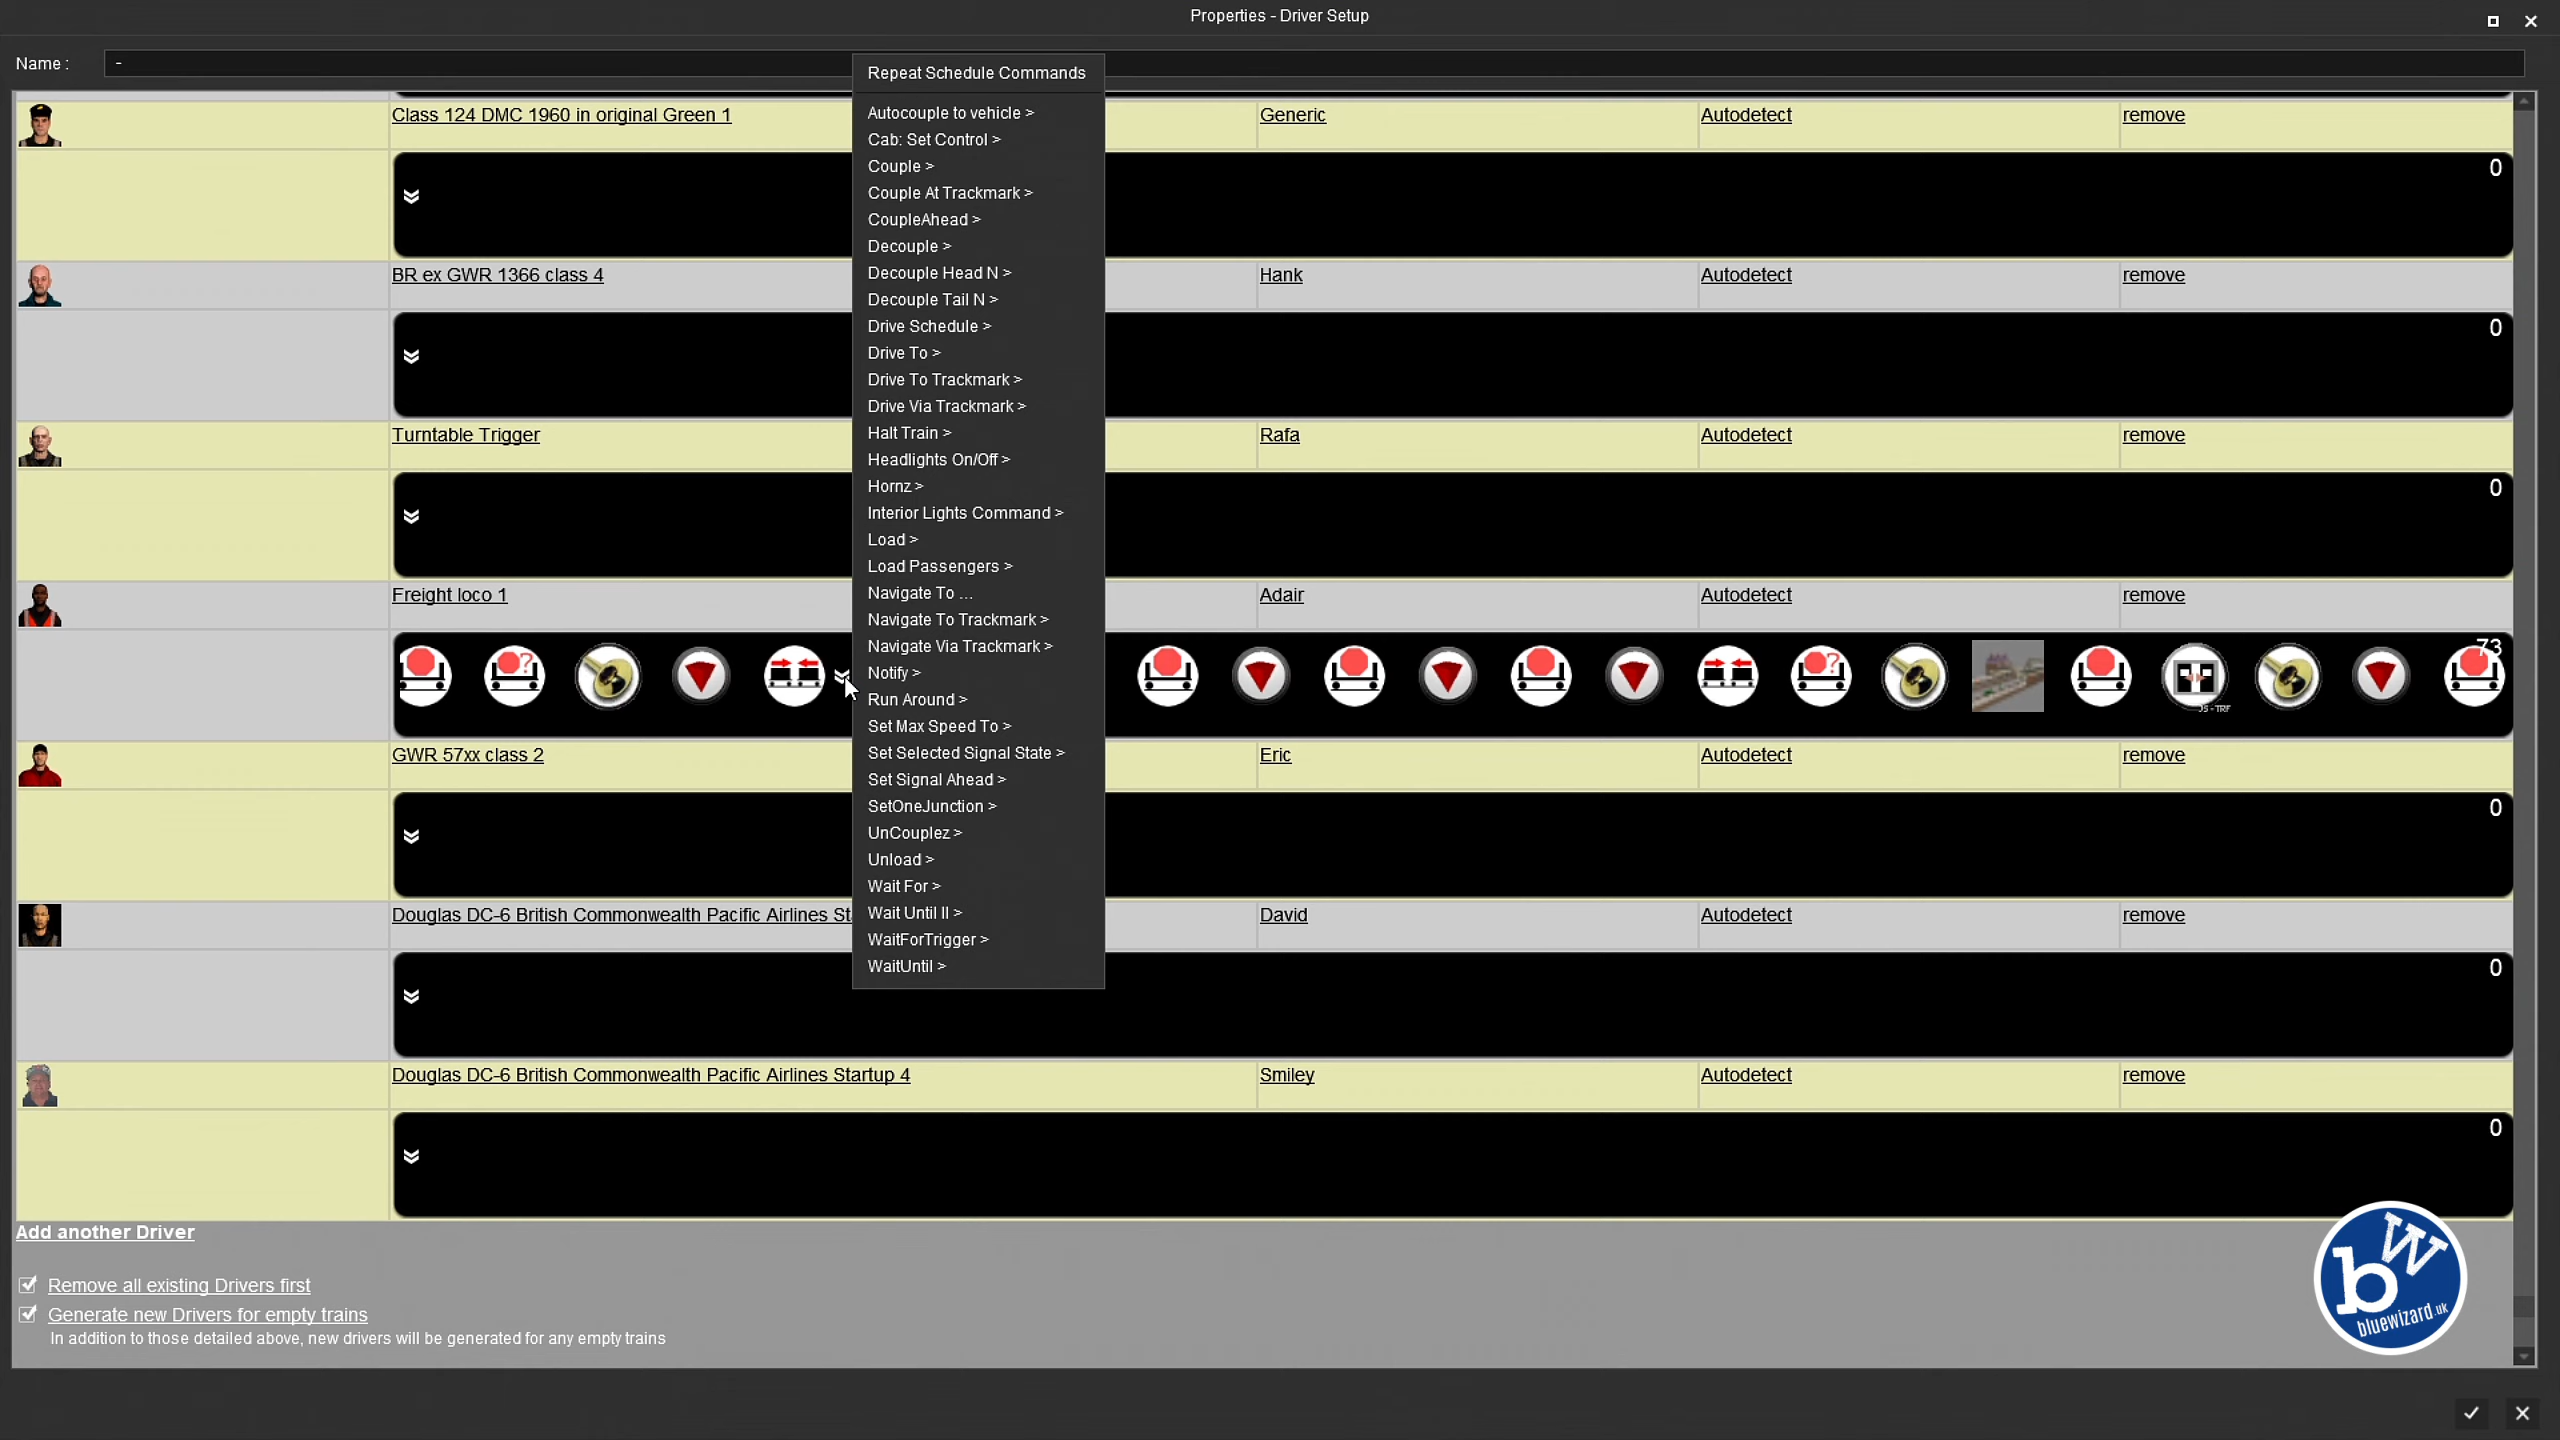 Properties - Driver Setup
Name :
-
Repeat Schedule Commands
Autocouple to vehicle >
Cab: Set Control >
Couple >
Couple At Trackmark >
CoupleAhead >
Decouple >
Decouple Head N >
Decouple Tail N >
Drive Schedule >
Drive To >
Drive To Trackmark >
Drive Via Trackmark >
Halt Train >
Headlights On/Off >
Hornz >
Interior Lights Command >
Load >
Load Passengers >
Navigate To ...
Navigate To Trackmark >
Navigate Via Trackmark >
Notify >
Run Around >
Set Max Speed To >
Set Selected Signal State >
Set Signal Ahead >
SetOneJunction >
UnCouplez >
Unload >
Wait For >
Wait Until II >
WaitForTrigger >
WaitUntil >
Class 124 DMC 1960 in original Green 1 Generic Autodetect remove
0
BR ex GWR 1366 class 4 Hank Autodetect remove
0
Turntable Trigger Rafa Autodetect remove
0
Freight loco 1 Adair Autodetect remove
73
? ?
JS - TRF
GWR 57xx class 2 Eric Autodetect remove
0
Douglas DC-6 British Commonwealth Pacific Airlines David Autodetect remove
0
Douglas DC-6 British Commonwealth Pacific Airlines Startup 4 Smiley Autodetect remove
0
Add another Driver
Remove all existing Drivers first
Generate new Drivers for empty trains
In addition to those detailed above, new drivers will be generated for any empty trains
bw
bluewizard.uk